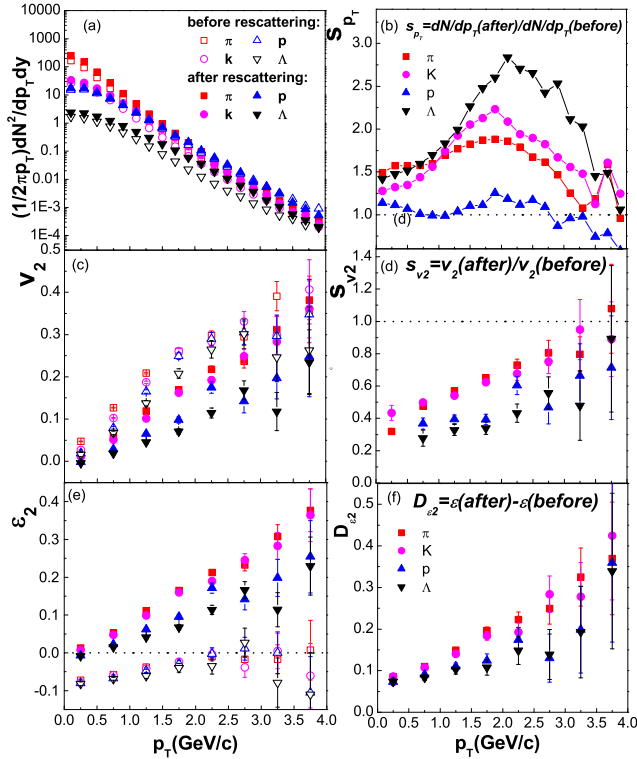 (a)
before rescattering:
π p
k Λ
after rescattering:
π p
k Λ
10000
1000
100
10
1
0.1
0.01
1E-3
1E-4
(1/2πp_T)dN²/dp_Tdy
(b)
s_{p_T}=dN/dp_T(after)/dN/dp_T(before)
π
K
p
Λ
3.0
2.5
2.0
1.5
1.0
(d)
S_{p_T}
(c)
0.5
0.4
0.3
0.2
0.1
0.0
v_2
(d)
s_{v2}=v_2(after)/v_2(before)
1.4
1.2
1.0
0.8
0.6
0.4
0.2
0.0
S_{v2}
(e)
0.4
0.3
0.2
0.1
0.0
-0.1
ε_2
0.0 0.5 1.0 1.5 2.0 2.5 3.0 3.5
p_T(GeV/c)
(f)
D_{ε2}=ε(after)-ε(before)
π
K
p
Λ
0.5
0.4
0.3
0.2
0.1
0.0
D_{ε2}
0.0 0.5 1.0 1.5 2.0 2.5 3.0 3.5 4.0
p_T(GeV/c)